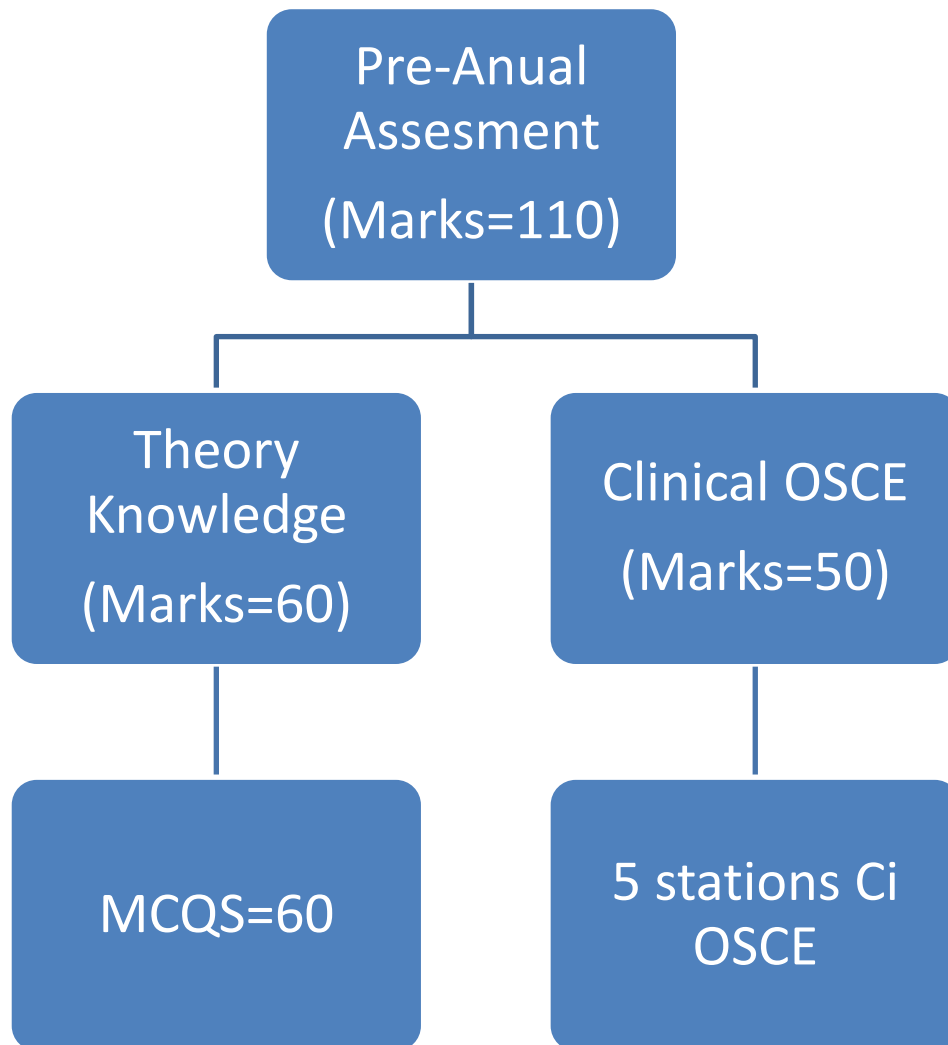 Pre-Anual
Assesment
(Marks=110)
Theory
Knowledge
(Marks=60)
Clinical OSCE
(Marks=50)
MCQS=60
5 stations Ci
OSCE